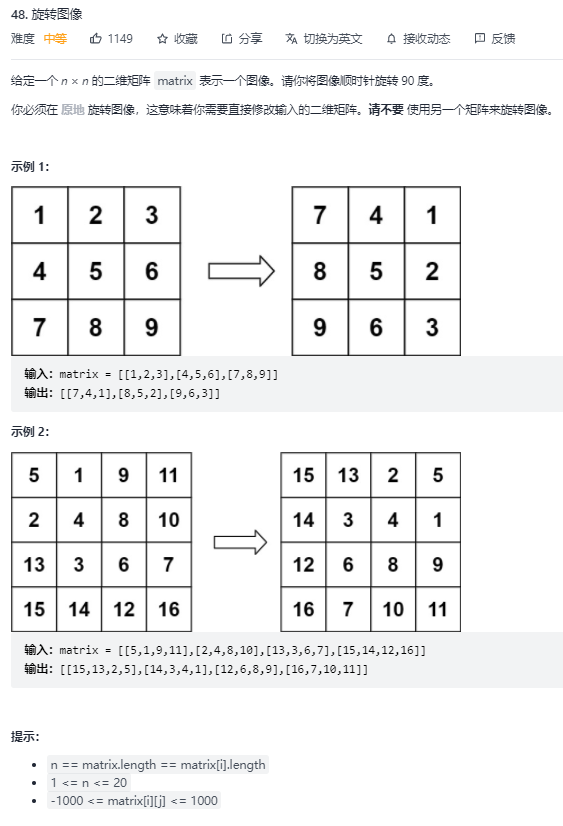 48. 旋转图像
难度 中等 1149 收藏 分享 切换为英文 接收动态 反馈
给定一个 n × n 的二维矩阵 matrix 表示一个图像。请你将图像顺时针旋转 90 度。
你必须在 原地 旋转图像，这意味着你需要直接修改输入的二维矩阵。请不要 使用另一个矩阵来旋转图像。
示例 1：
1 2 3 7 4 1
4 5 6 8 5 2
7 8 9 9 6 3
输入：matrix = [[1,2,3],[4,5,6],[7,8,9]]
输出：[[7,4,1],[8,5,2],[9,6,3]]
示例 2：
5 1 9 11 15 13 2 5
2 4 8 10 14 3 4 1
13 3 6 7 12 6 8 9
15 14 12 16 16 7 10 11
输入：matrix = [[5,1,9,11],[2,4,8,10],[13,3,6,7],[15,14,12,16]]
输出：[[15,13,2,5],[14,3,4,1],[12,6,8,9],[16,7,10,11]]
提示：
n == matrix.length == matrix[i].length
1 <= n <= 20
-1000 <= matrix[i][j] <= 1000